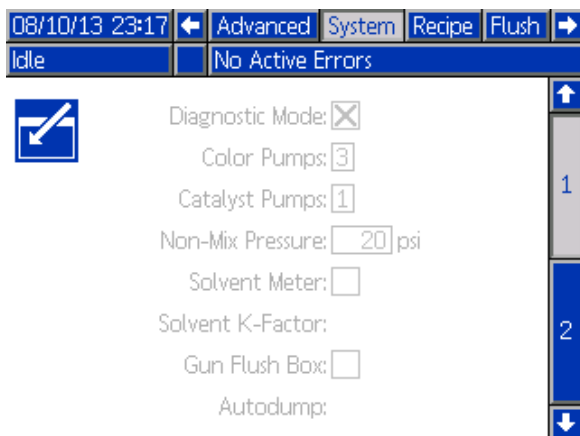 08/10/13 23:17 Advanced System Recipe Flush
Idle No Active Errors
Diagnostic Mode:
Color Pumps: 3
1
Catalyst Pumps: 1
Non-Mix Pressure: 20 psi
Solvent Meter:
Solvent K-Factor:
2
Gun Flush Box:
Autodump: